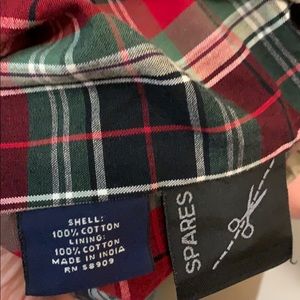 SHELL:
100% COTTON
LINING:
100% COTTON
MADE IN INDIA
RN 58909
SPARES